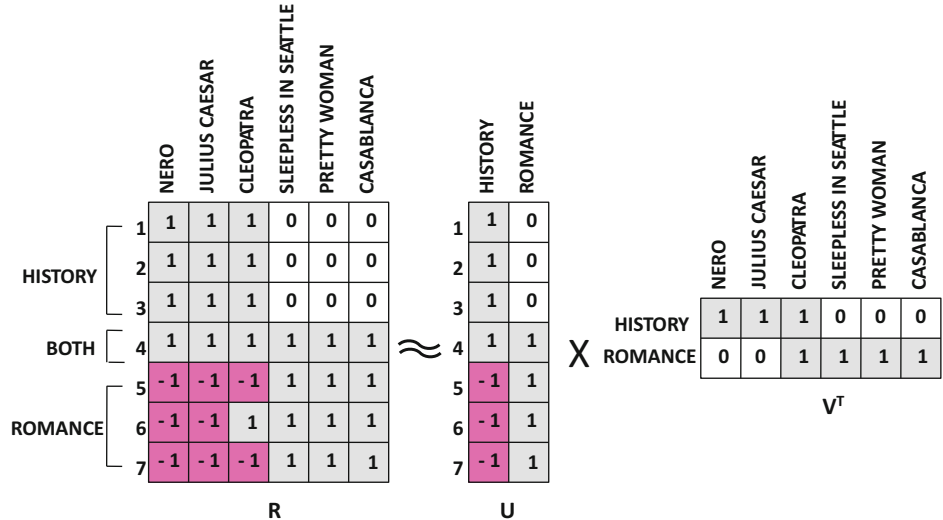 NERO JULIUS CAESAR CLEOPATRA SLEEPLESS IN SEATTLE PRETTY WOMAN CASABLANCA
HISTORY
BOTH
ROMANCE
1 1 1 1 0 0 0
2 1 1 1 0 0 0
3 1 1 1 0 0 0
4 1 1 1 1 1 1
5 -1 -1 -1 1 1 1
6 -1 -1 1 1 1 1
7 -1 -1 -1 1 1 1
R
≈
HISTORY ROMANCE
1 1 0
2 1 0
3 1 0
4 1 1
5 -1 1
6 -1 1
7 -1 1
U
X
NERO JULIUS CAESAR CLEOPATRA SLEEPLESS IN SEATTLE PRETTY WOMAN CASABLANCA
HISTORY 1 1 1 0 0 0
ROMANCE 0 0 1 1 1 1
V^T